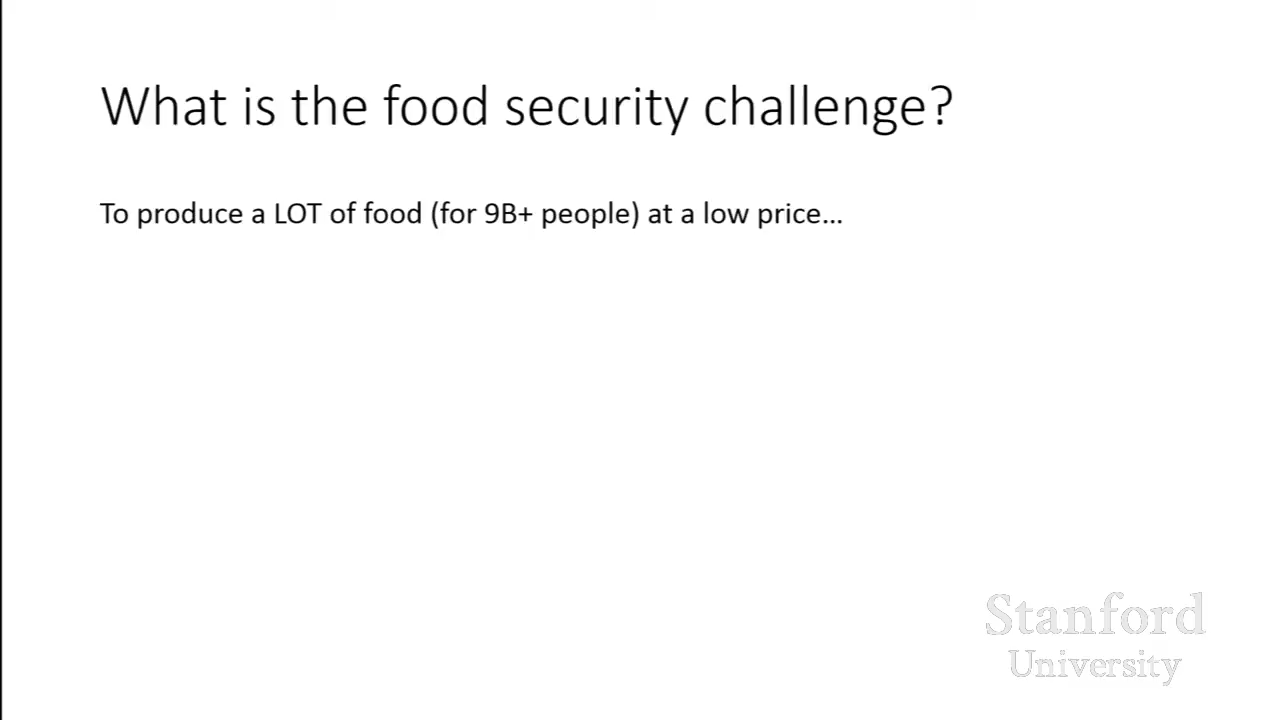 What is the food security challenge?
To produce a LOT of food (for 9B+ people) at a low price…
Stanford
University